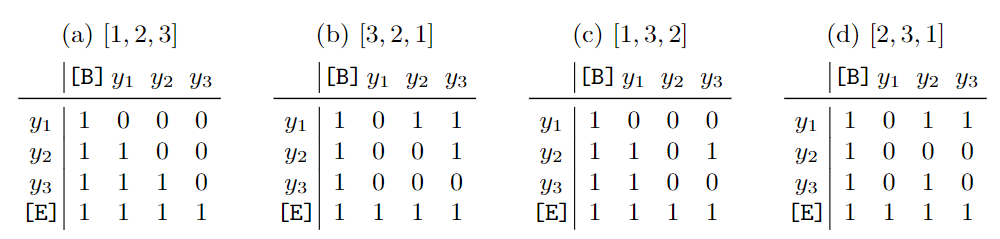 (a) [1, 2, 3] (b) [3, 2, 1] (c) [1, 3, 2] (d) [2, 3, 1]
[B] y₁ y₂ y₃ [B] y₁ y₂ y₃ [B] y₁ y₂ y₃ [B] y₁ y₂ y₃
y₁ 1 0 0 0 y₁ 1 0 1 1 y₁ 1 0 0 0 y₁ 1 0 1 1
y₂ 1 1 0 0 y₂ 1 0 0 1 y₂ 1 1 0 1 y₂ 1 0 0 0
y₃ 1 1 1 0 y₃ 1 0 0 0 y₃ 1 1 0 0 y₃ 1 0 1 0
[E] 1 1 1 1 [E] 1 1 1 1 [E] 1 1 1 1 [E] 1 1 1 1